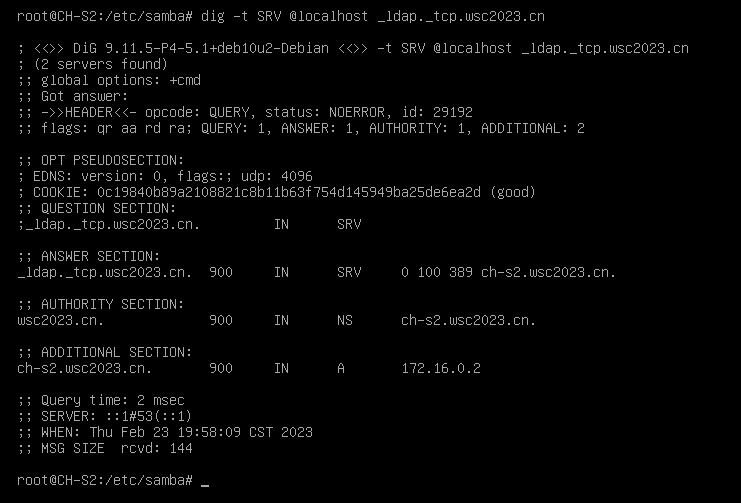 root@CH-S2:/etc/samba# dig -t SRV @localhost _ldap._tcp.wsc2023.cn
; <<>> DiG 9.11.5-P4-5.1+deb10u2-Debian <<>> -t SRV @localhost _ldap._tcp.wsc2023.cn
; (2 servers found)
;; global options: +cmd
;; Got answer:
;; ->>HEADER<<- opcode: QUERY, status: NOERROR, id: 29192
;; flags: qr aa rd ra; QUERY: 1, ANSWER: 1, AUTHORITY: 1, ADDITIONAL: 2
;; OPT PSEUDOSECTION:
; EDNS: version: 0, flags:; udp: 4096
; COOKIE: 0c19840b89a2108821c8b11b63f754d145949ba25de6ea2d (good)
;; QUESTION SECTION:
;_ldap._tcp.wsc2023.cn. IN SRV
;; ANSWER SECTION:
_ldap._tcp.wsc2023.cn. 900 IN SRV 0 100 389 ch-s2.wsc2023.cn.
;; AUTHORITY SECTION:
wsc2023.cn. 900 IN NS ch-s2.wsc2023.cn.
;; ADDITIONAL SECTION:
ch-s2.wsc2023.cn. 900 IN A 172.16.0.2
;; Query time: 2 msec
;; SERVER: ::1#53(::1)
;; WHEN: Thu Feb 23 19:58:09 CST 2023
;; MSG SIZE rcvd: 144
root@CH-S2:/etc/samba# _